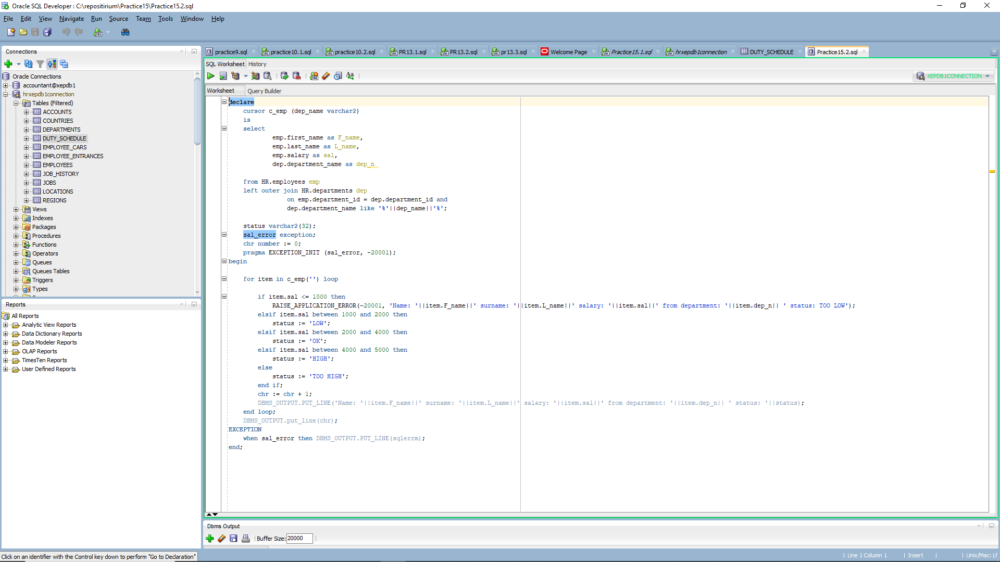 Oracle SQL Developer : C:\repositirium\Practice15\Practice15.2.sql
File Edit View Navigate Run Source Team Tools Window Help
Connections
Oracle Connections
accountant@xepdb1
hrxepdb1connection
Tables (Filtered)
ACCOUNTS
COUNTRIES
DEPARTMENTS
DUTY_SCHEDULE
EMPLOYEE_CARS
EMPLOYEE_ENTRANCES
EMPLOYEES
JOB_HISTORY
JOBS
LOCATIONS
REGIONS
Views
Indexes
Packages
Procedures
Functions
Operators
Queues
Queues Tables
Triggers
Types
Reports
All Reports
Analytic View Reports
Data Dictionary Reports
Data Modeler Reports
OLAP Reports
TimesTen Reports
User Defined Reports
practice9.sql practice10.1.sql practice10.2.sql PR13.1.sql PR13.2.sql pr13.3.sql Welcome Page Practice15.1.sql hrxepdb1connection DUTY_SCHEDULE Practice15.2.sql
SQL Worksheet History
XEPDB1CONNECTION
Worksheet Query Builder
declare
cursor c_emp (dep_name varchar2)
is
select
emp.first_name as F_name,
emp.last_name as L_name,
emp.salary as sal,
dep.department_name as dep_n
from HR.employees emp
left outer join HR.departments dep
on emp.department_id = dep.department_id and
dep.department_name like '%'||dep_name||'%';
status varchar2(32);
sal_error exception;
chr number := 0;
pragma EXCEPTION_INIT (sal_error, -20001);
begin
for item in c_emp('') loop
if item.sal <= 1000 then
RAISE_APPLICATION_ERROR(-20001, 'Name: '||item.F_name||' surname: '||item.L_name||' salary: '||item.sal||' from department: '||item.dep_n|| ' status: TOO LOW');
elsif item.sal between 1000 and 2000 then
status := 'LOW';
elsif item.sal between 2000 and 4000 then
status := 'OK';
elsif item.sal between 4000 and 5000 then
status := 'HIGH';
else
status := 'TOO HIGH';
end if;
chr := chr + 1;
DBMS_OUTPUT.PUT_LINE('Name: '||item.F_name||' surname: '||item.L_name||' salary: '||item.sal||' from department: '||item.dep_n|| ' status: '||status);
end loop;
DBMS_OUTPUT.put_line(chr);
EXCEPTION
when sal_error then DBMS_OUTPUT.PUT_LINE(sqlerrm);
end;
Dbms Output
Buffer Size: 20000
Click on an identifier with the Control key down to perform "Go to Declaration"
Line 1 Column 1 Insert Unix/Mac: LF